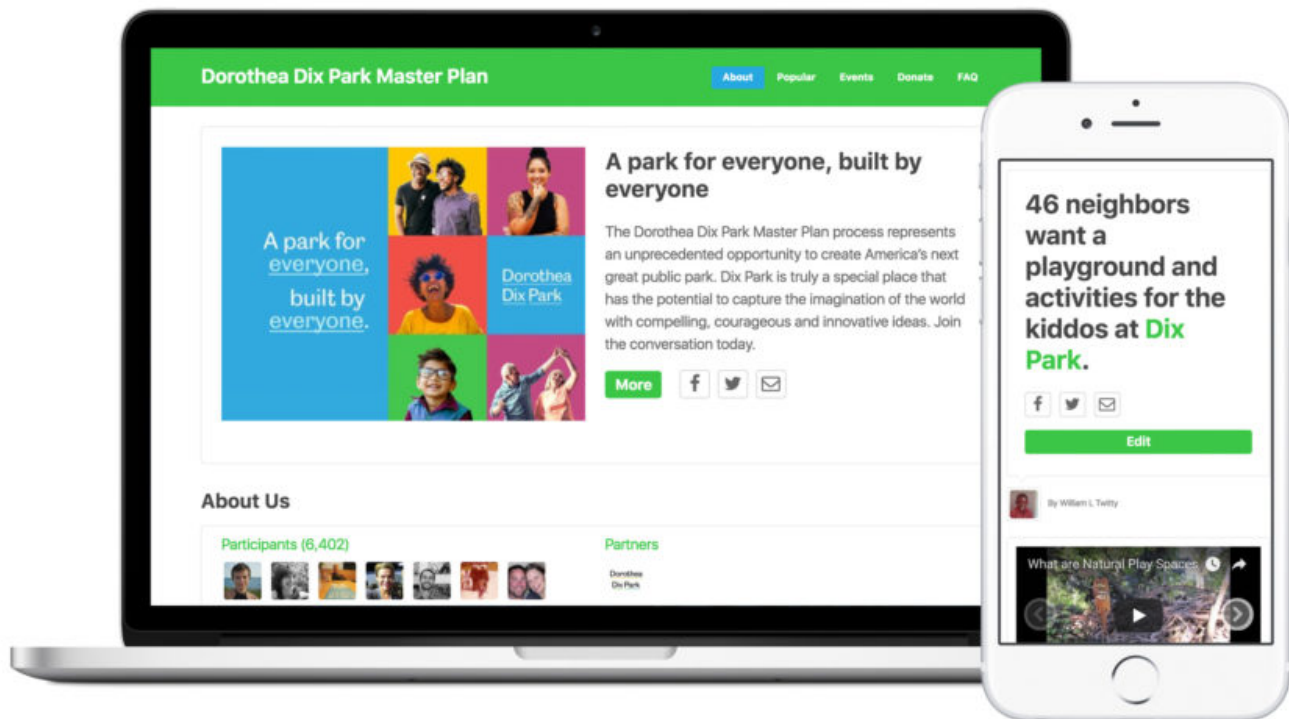 Dorothea Dix Park Master Plan
About Popular Events Donate FAQ
A park for
everyone,
built by
everyone.
Dorothea
Dix Park
A park for everyone, built by
everyone
The Dorothea Dix Park Master Plan process represents
an unprecedented opportunity to create America's next
great public park. Dix Park is truly a special place that
has the potential to capture the imagination of the world
with compelling, courageous and innovative ideas. Join
the conversation today.
More
About Us
Participants (6,402)
Partners
Dorothea
Dix Park
46 neighbors
want a
playground and
activities for the
kiddos at Dix
Park.
Edit
By William L Twitty
What are Natural Play Spaces